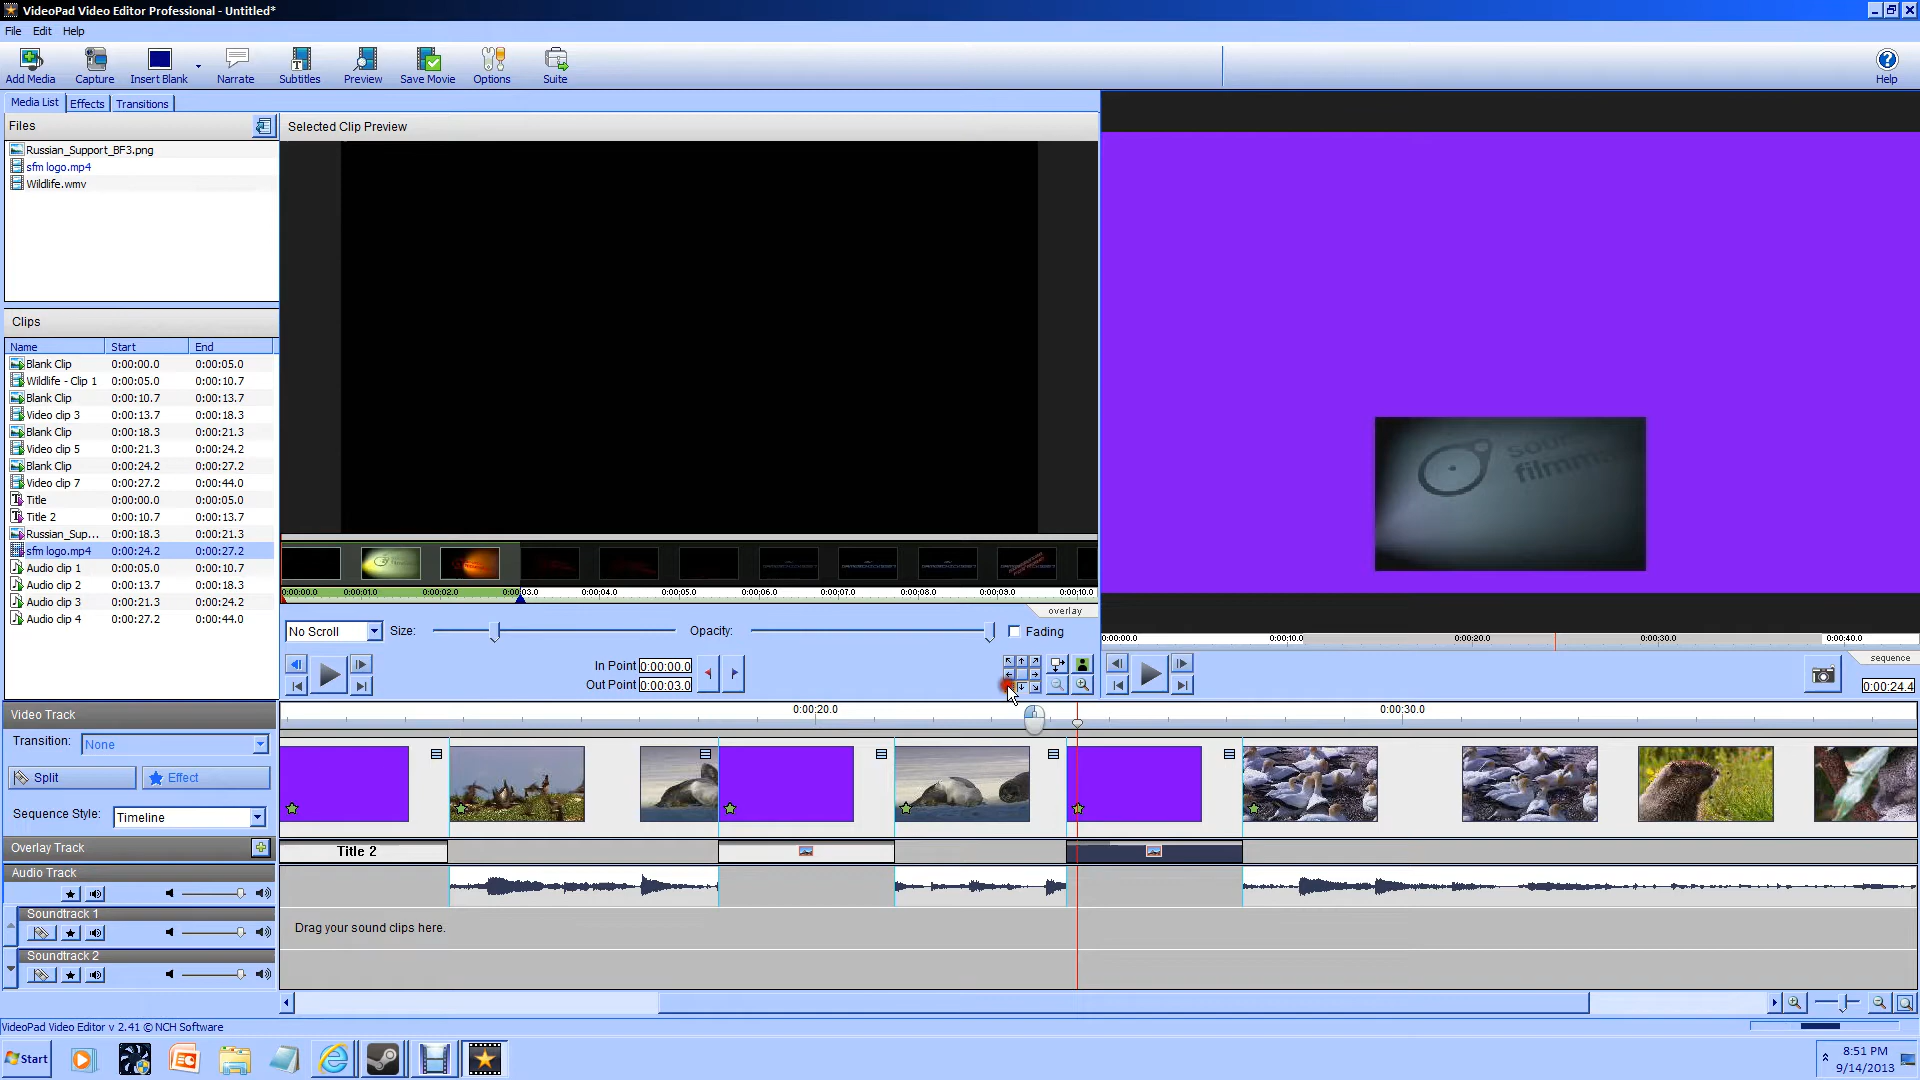 VideoPad Video Editor Professional - Untitled*
File Edit Help
Add Media Capture Insert Blank Narrate Subtitles Preview Save Movie Options Suite Help
Media List Effects Transitions
Files
Selected Clip Preview
Russian_Support_BF3.png
sfm logo.mp4
Wildlife.wmv
Clips
Name Start End
Blank Clip 0:00:00.0 0:00:05.0
Wildlife - Clip 1 0:00:05.0 0:00:10.7
Blank Clip 0:00:10.7 0:00:13.7
Video clip 3 0:00:13.7 0:00:18.3
Blank Clip 0:00:18.3 0:00:21.3
Video clip 5 0:00:21.3 0:00:24.2
Blank Clip 0:00:24.2 0:00:27.2
Video clip 7 0:00:27.2 0:00:44.0
Title 0:00:00.0 0:00:05.0
Title 2 0:00:10.7 0:00:13.7
Russian_Sup... 0:00:18.3 0:00:21.3
sfm logo.mp4 0:00:24.2 0:00:27.2
Audio clip 1 0:00:05.0 0:00:10.7
Audio clip 2 0:00:13.7 0:00:18.3
Audio clip 3 0:00:21.3 0:00:24.2
Audio clip 4 0:00:27.2 0:00:44.0
0:00:00.0 0:00:01.0 0:00:02.0 0:00:03.0 0:00:04.0 0:00:05.0 0:00:06.0 0:00:07.0 0:00:08.0 0:00:09.0 0:00:10.0
overlay
No Scroll Size: Opacity: Fading
In Point 0:00:00.0
Out Point 0:00:03.0
0:00:00.0 0:00:10.0 0:00:20.0 0:00:30.0 0:00:40.0
sequence
0:00:24.4
Video Track
0:00:20.0 0:00:30.0
Transition: None
Split Effect
Sequence Style: Timeline
Overlay Track
Title 2
Audio Track
Soundtrack 1
Drag your sound clips here.
Soundtrack 2
VideoPad Video Editor v 2.41 © NCH Software
Start
8:51 PM
9/14/2013